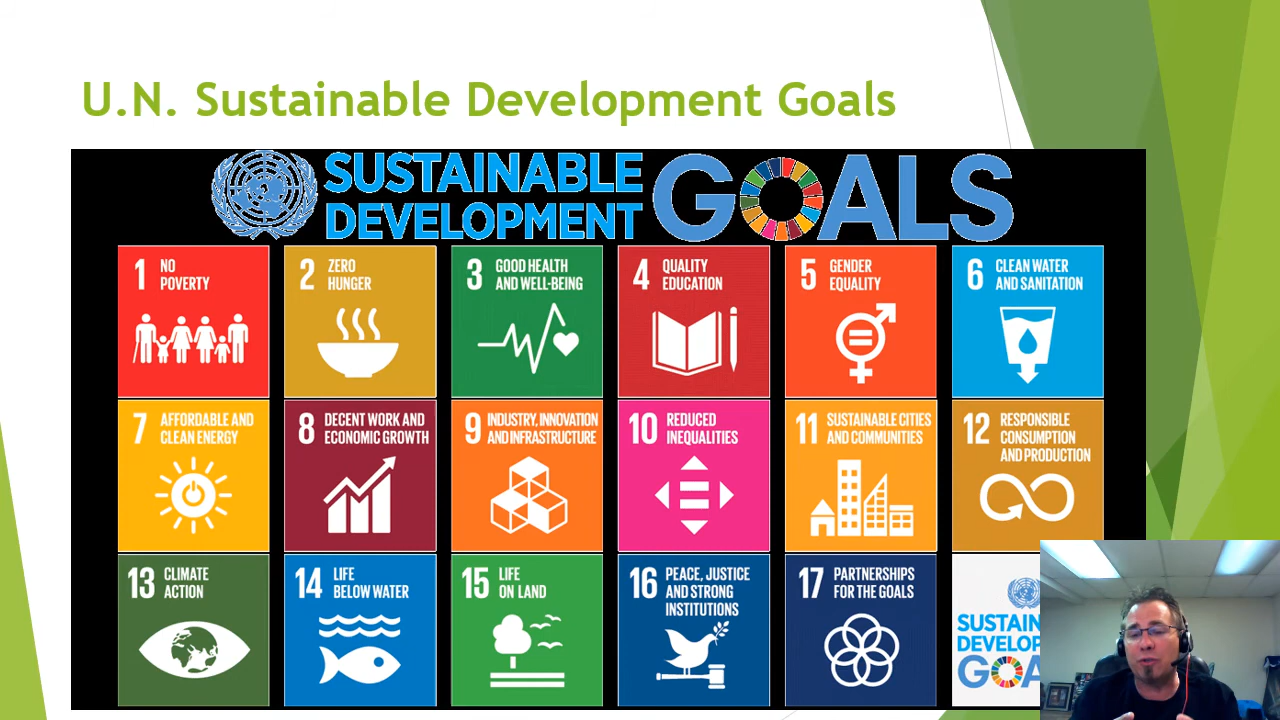 U.N. Sustainable Development Goals
SUSTAINABLE
DEVELOPMENT
GOALS
1 NO
POVERTY
2 ZERO
HUNGER
3 GOOD HEALTH
AND WELL-BEING
4 QUALITY
EDUCATION
5 GENDER
EQUALITY
6 CLEAN WATER
AND SANITATION
7 AFFORDABLE AND
CLEAN ENERGY
8 DECENT WORK AND
ECONOMIC GROWTH
9 INDUSTRY, INNOVATION
AND INFRASTRUCTURE
10 REDUCED
INEQUALITIES
11 SUSTAINABLE CITIES
AND COMMUNITIES
12 RESPONSIBLE
CONSUMPTION
AND PRODUCTION
13 CLIMATE
ACTION
14 LIFE
BELOW WATER
15 LIFE
ON LAND
16 PEACE, JUSTICE
AND STRONG
INSTITUTIONS
17 PARTNERSHIPS
FOR THE GOALS
SUSTAIN
DEVELOP
GOA